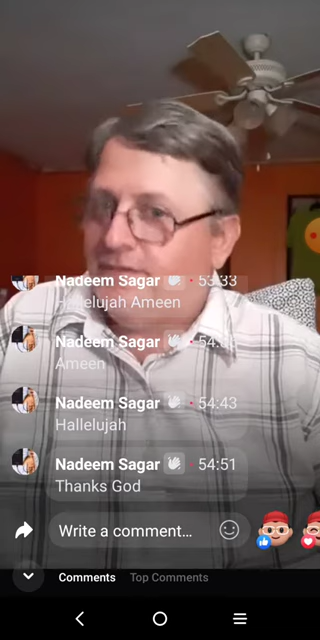 Nadeem Sagar 53:33
Hallelujah Ameen
Nadeem Sagar
Ameen
Nadeem Sagar 54:43
Hallelujah
Nadeem Sagar 54:51
Thanks God
Write a comment...
Comments Top Comments